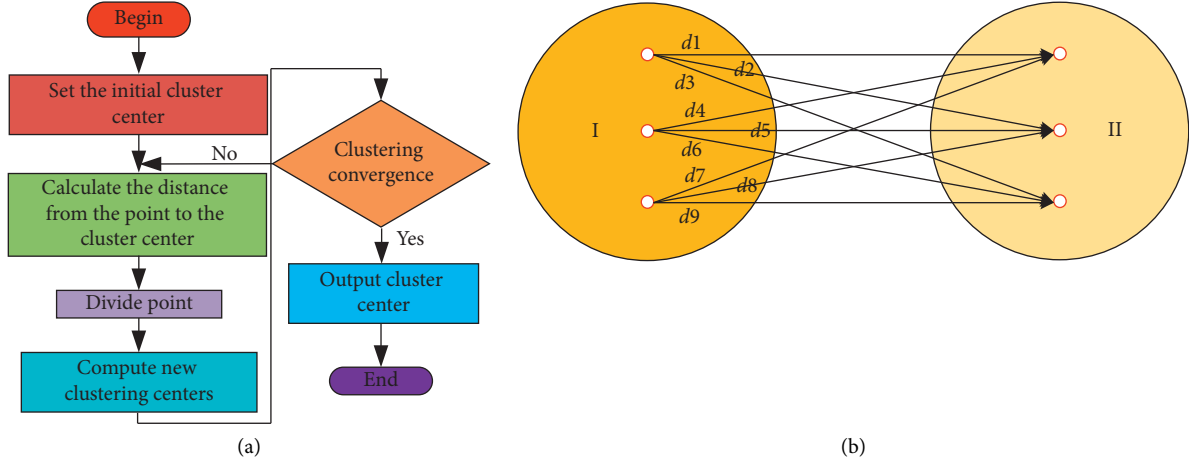 Begin
Set the initial cluster
center
No
Calculate the distance
from the point to the
cluster center
Divide point
Compute new
clustering centers
Clustering
convergence
Yes
Output cluster
center
End
(a)
I
d1
d2
d3
d4
d5
d6
d7
d8
d9
II
(b)